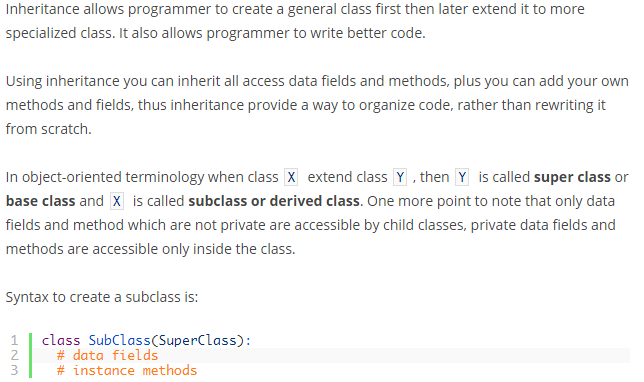 Inheritance allows programmer to create a general class first then later extend it to more
specialized class. It also allows programmer to write better code.
Using inheritance you can inherit all access data fields and methods, plus you can add your own
methods and fields, thus inheritance provide a way to organize code, rather than rewriting it
from scratch.
In object-oriented terminology when class X extend class Y , then Y is called super class or
base class and X is called subclass or derived class. One more point to note that only data
fields and method which are not private are accessible by child classes, private data fields and
methods are accessible only inside the class.
Syntax to create a subclass is:
1 class SubClass(SuperClass):
2 # data fields
3 # instance methods